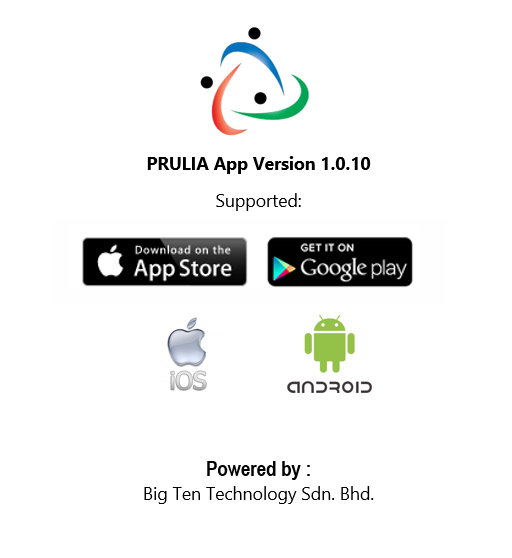 PRULIA App Version 1.0.10
Supported:
Download on the
App Store
GET IT ON
Google play
iOS
ANDROID
Powered by :
Big Ten Technology Sdn. Bhd.